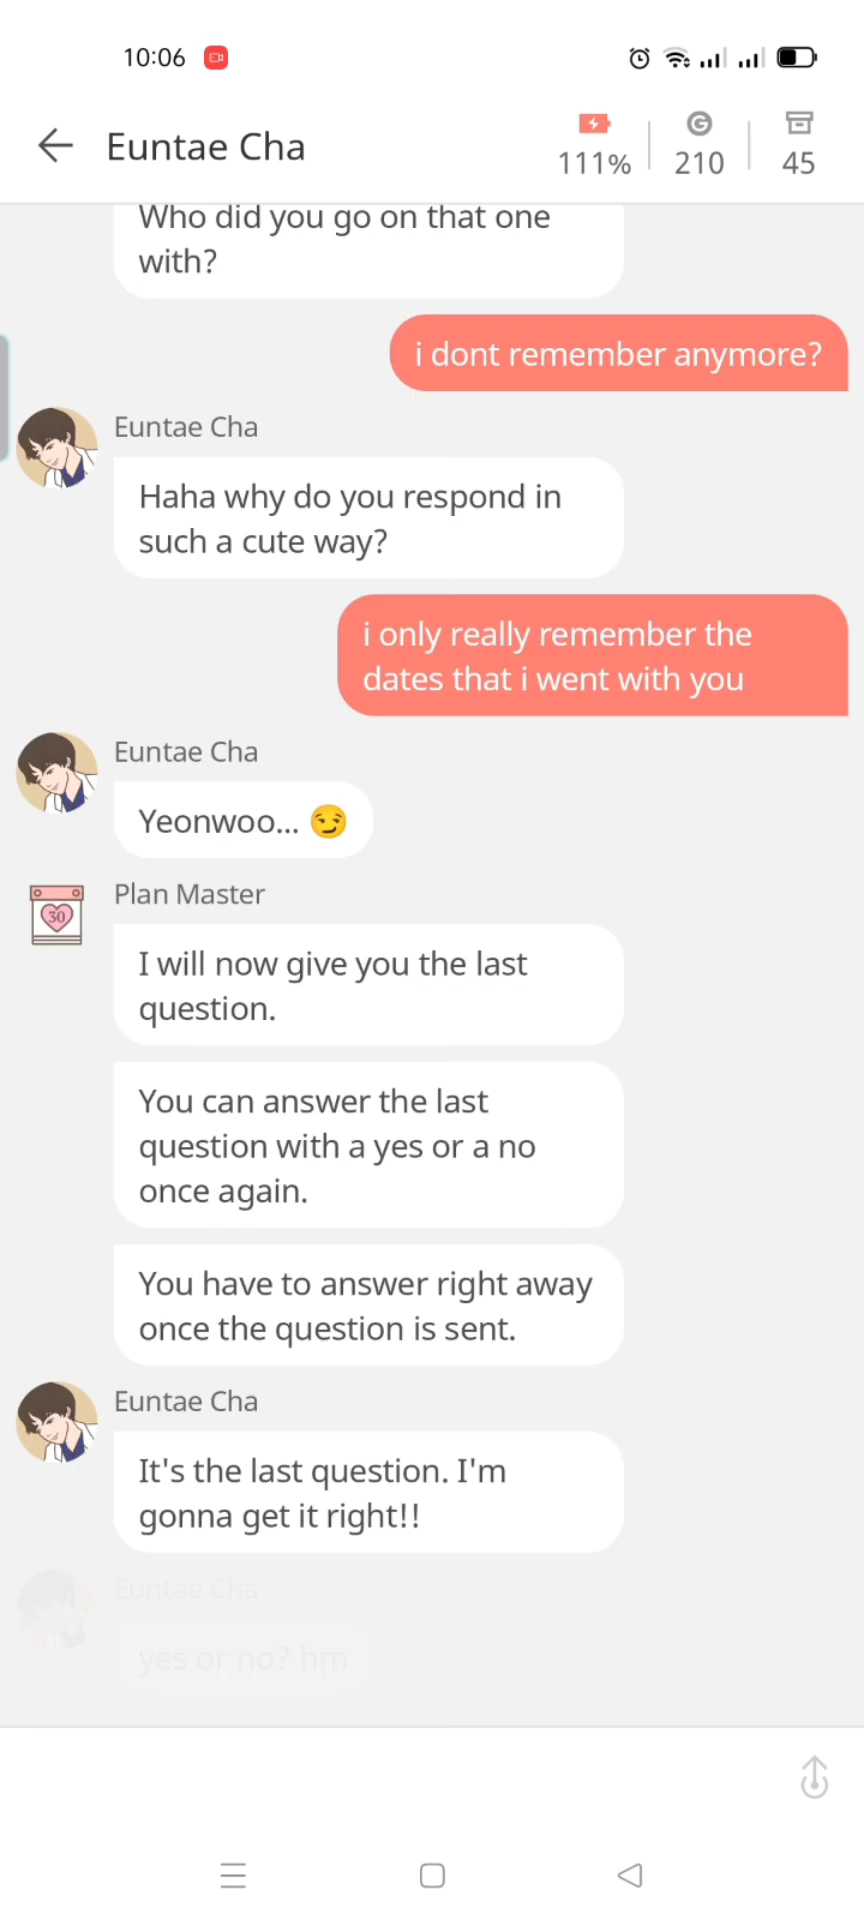 10:06
Euntae Cha
111%
210
45
Who did you go on that one
with?
i dont remember anymore?
Euntae Cha
Haha why do you respond in
such a cute way?
i only really remember the
dates that i went with you
Euntae Cha
Yeonwoo... 😏
30
Plan Master
I will now give you the last
question.
You can answer the last
question with a yes or a no
once again.
You have to answer right away
once the question is sent.
Euntae Cha
It's the last question. I'm
gonna get it right!!
Euntae Cha
yes or no? hm